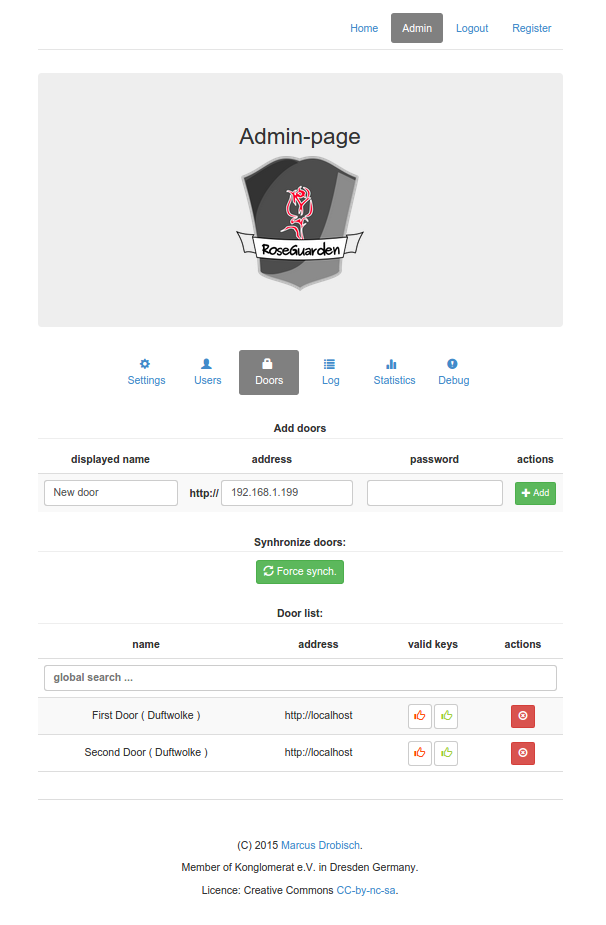 Home Admin Logout Register
Admin-page
RoseGuarden
Settings Users Doors Log Statistics Debug
Add doors
displayed name address password actions
New door http:// 192.168.1.199 Add
Synhronize doors:
Force synch.
Door list:
name address valid keys actions
global search ...
First Door ( Duftwolke ) http://localhost
Second Door ( Duftwolke ) http://localhost
(C) 2015 Marcus Drobisch.
Member of Konglomerat e.V. in Dresden Germany.
Licence: Creative Commons CC-by-nc-sa.